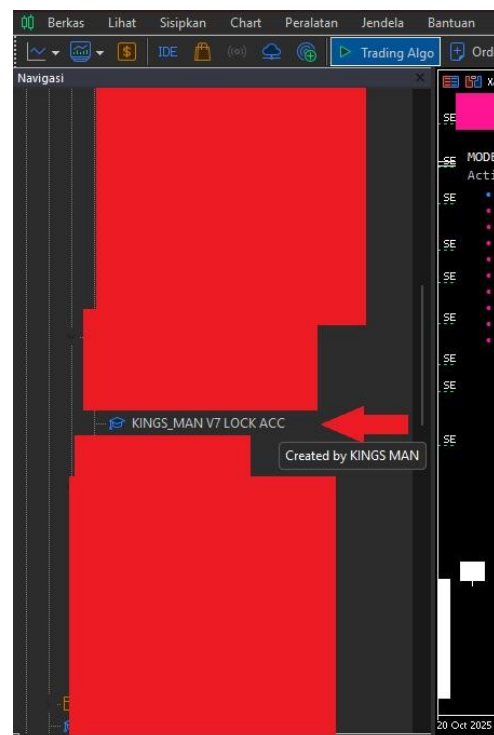 Berkas Lihat Sisipkan Chart Peralatan Jendela Bantuan
IDE Trading Algo
Navigasi
SE
SE MODE
SE
SE
SE
SE
SE
SE
KINGS_MAN V7 LOCK ACC
SE
Created by KINGS MAN
20 Oct 2025